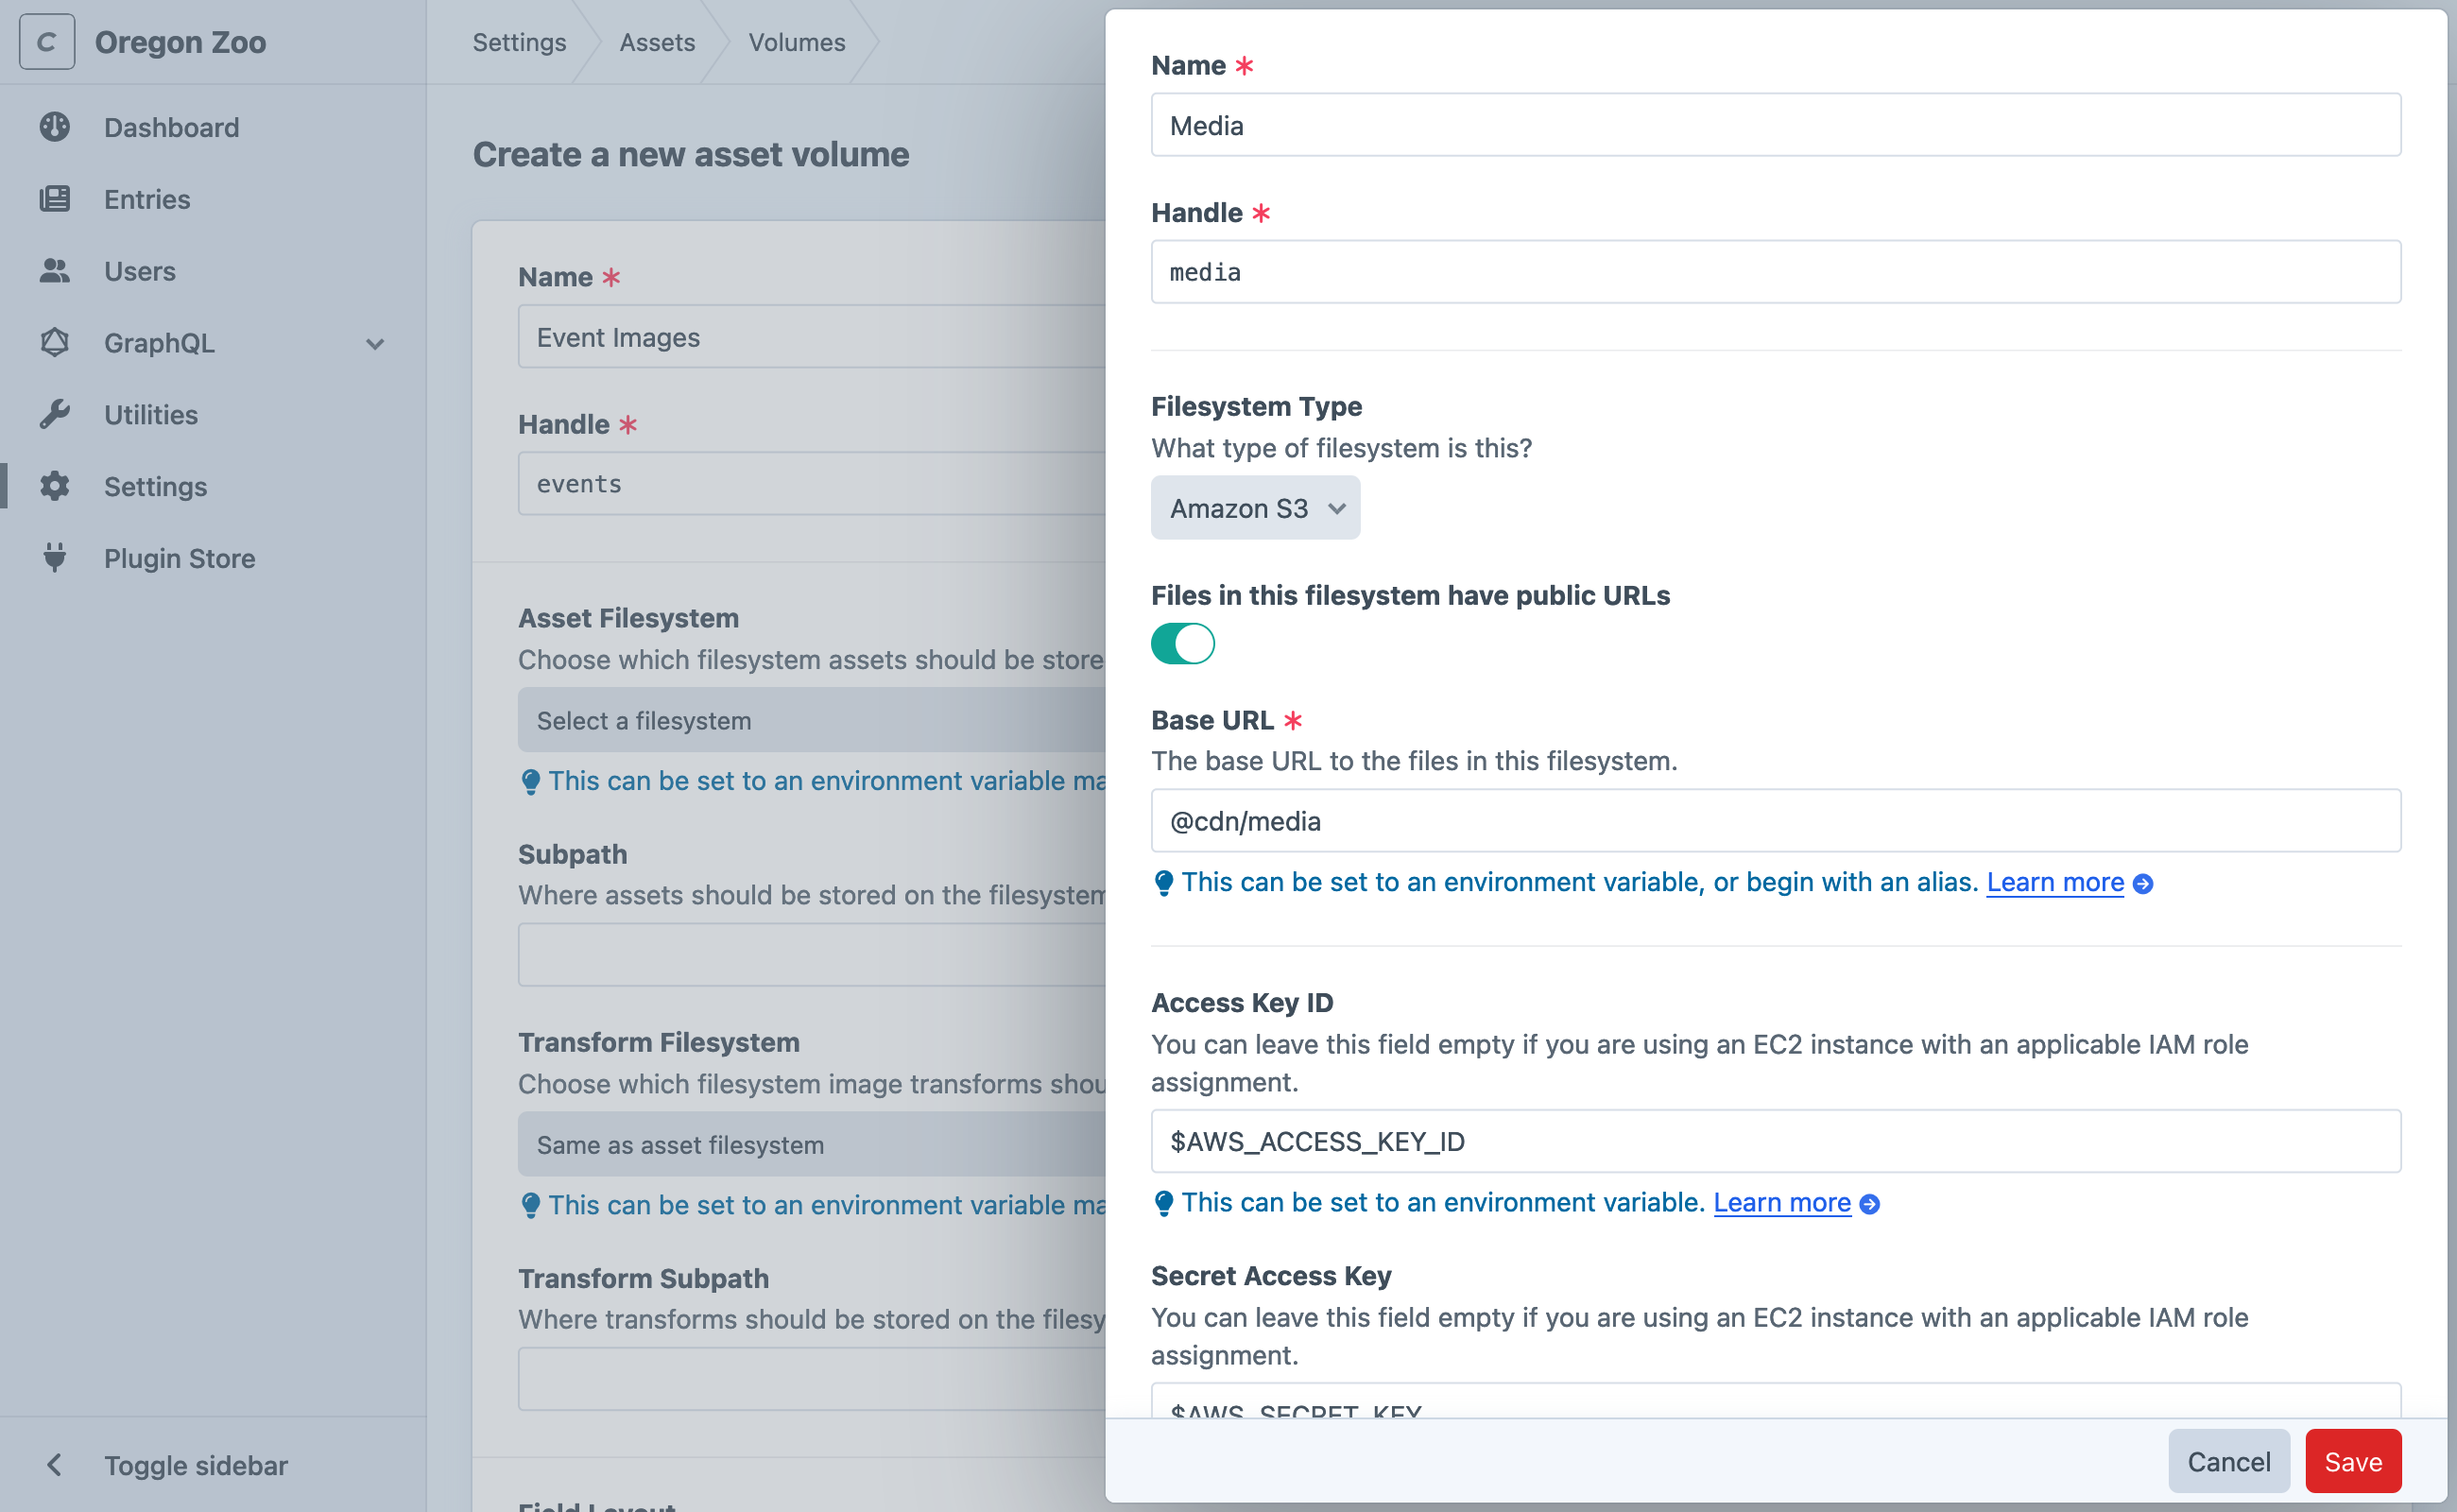 C
Oregon Zoo
Dashboard
Entries
Users
GraphQL
Utilities
Settings
Plugin Store
Toggle sidebar
Settings
Assets
Volumes
Create a new asset volume
Name *
Event Images
Handle *
events
Asset Filesystem
Choose which filesystem assets should be store
Select a filesystem
This can be set to an environment variable ma
Subpath
Where assets should be stored on the filesystem
Transform Filesystem
Choose which filesystem image transforms shou
Same as asset filesystem
This can be set to an environment variable ma
Transform Subpath
Where transforms should be stored on the filesy
Field Layout
Name *
Media
Handle *
media
Filesystem Type
What type of filesystem is this?
Amazon S3
Files in this filesystem have public URLs
Base URL *
The base URL to the files in this filesystem.
@cdn/media
This can be set to an environment variable, or begin with an alias. Learn more
Access Key ID
You can leave this field empty if you are using an EC2 instance with an applicable IAM role
assignment.
$AWS_ACCESS_KEY_ID
This can be set to an environment variable. Learn more
Secret Access Key
You can leave this field empty if you are using an EC2 instance with an applicable IAM role
assignment.
$AWS_SECRET_KEY
Cancel
Save